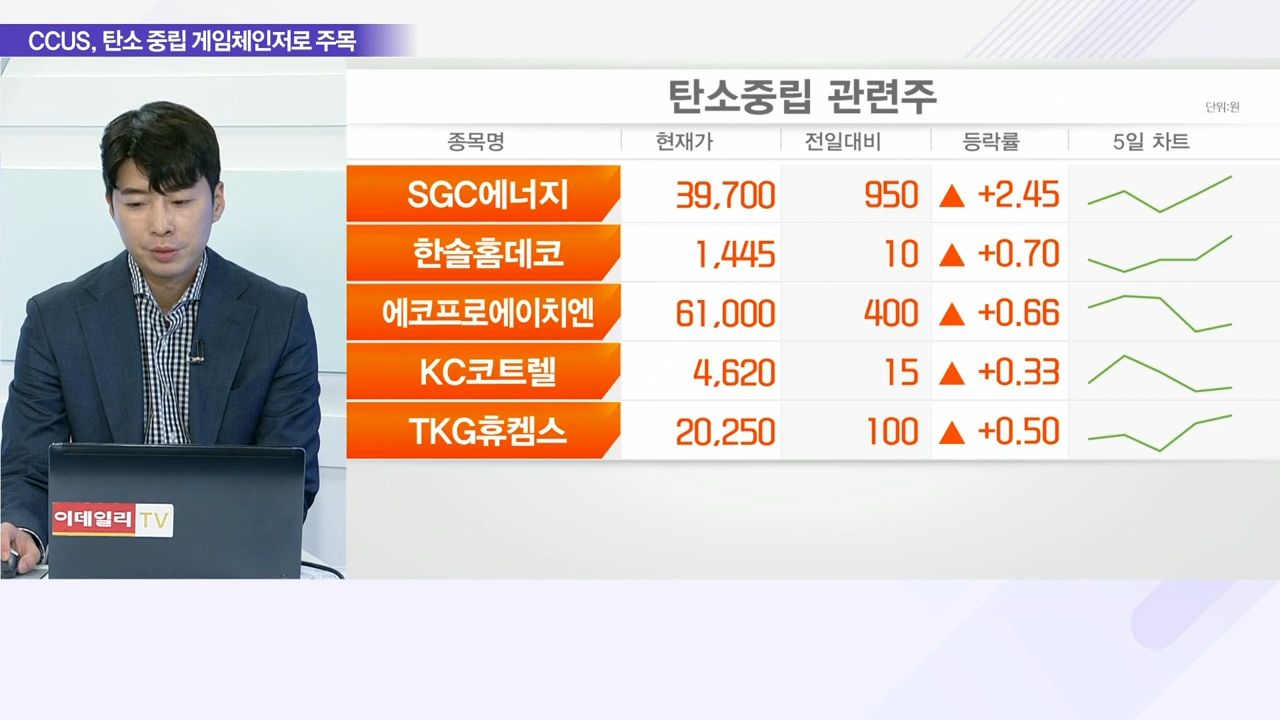 CCUS, 탄소 중립 게임체인저로 주목
탄소중립 관련주
단위:원
종목명 현재가 전일대비 등락률 5일 차트
SGC에너지 39,700 950 ▲ +2.45
한솔홈데코 1,445 10 ▲ +0.70
에코프로에이치엔 61,000 400 ▲ +0.66
KC코트렐 4,620 15 ▲ +0.33
TKG휴켐스 20,250 100 ▲ +0.50
이데일리 TV